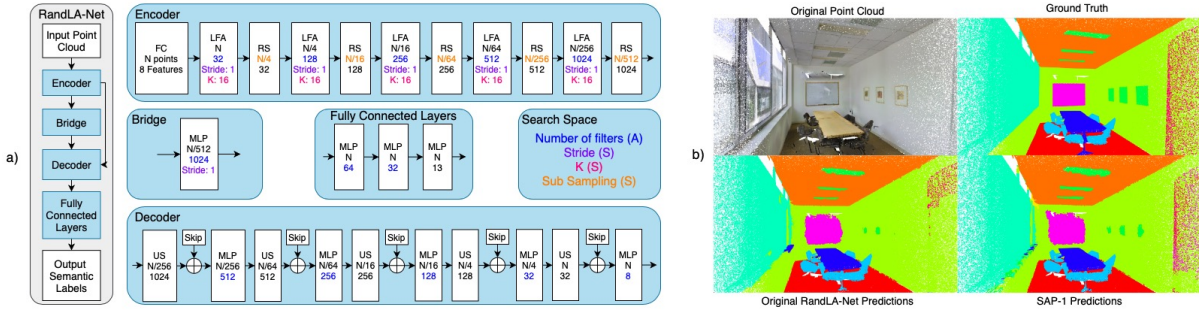 a)
RandLA-Net
Input Point
Cloud
Encoder
Bridge
Decoder
Fully
Connected
Layers
Output
Semantic
Labels
Encoder
FC
N points
8 Features
LFA
N
32
Stride: 1
K: 16
RS
N/4
32
LFA
N/4
128
Stride: 1
K: 16
RS
N/16
128
LFA
N/16
256
Stride: 1
K: 16
RS
N/64
256
LFA
N/64
512
Stride: 1
K: 16
RS
N/256
512
LFA
N/256
1024
Stride: 1
K: 16
RS
N/512
1024
Bridge
MLP
N/512
1024
Stride: 1
Fully Connected Layers
MLP
N
64
MLP
N
32
MLP
N
13
Search Space
Number of filters (A)
Stride (S)
K (S)
Sub Sampling (S)
Decoder
US
N/256
1024
Skip
MLP
N/256
512
US
N/64
512
Skip
MLP
N/64
256
US
N/16
256
Skip
MLP
N/16
128
US
N/4
128
Skip
MLP
N/4
32
US
N
32
Skip
MLP
N
8
b)
Original Point Cloud
Ground Truth
Original RandLA-Net Predictions
SAP-1 Predictions